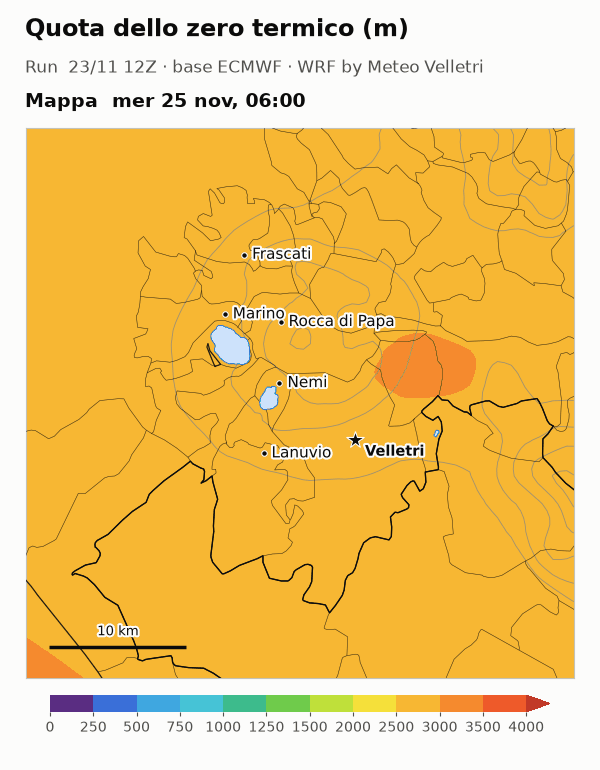 Quota dello zero termico (m)
Run  23/11 12Z · base ECMWF · WRF by Meteo Velletri
Mappa  mer 25 nov, 06:00
Frascati
Marino
Rocca di Papa
Nemi
Velletri
Lanuvio
10 km
0 250 500 750 1000 1250 1500 2000 2500 3000 3500 4000